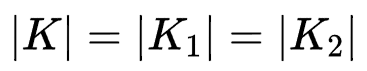 |K| = |K₁| = |K₂|